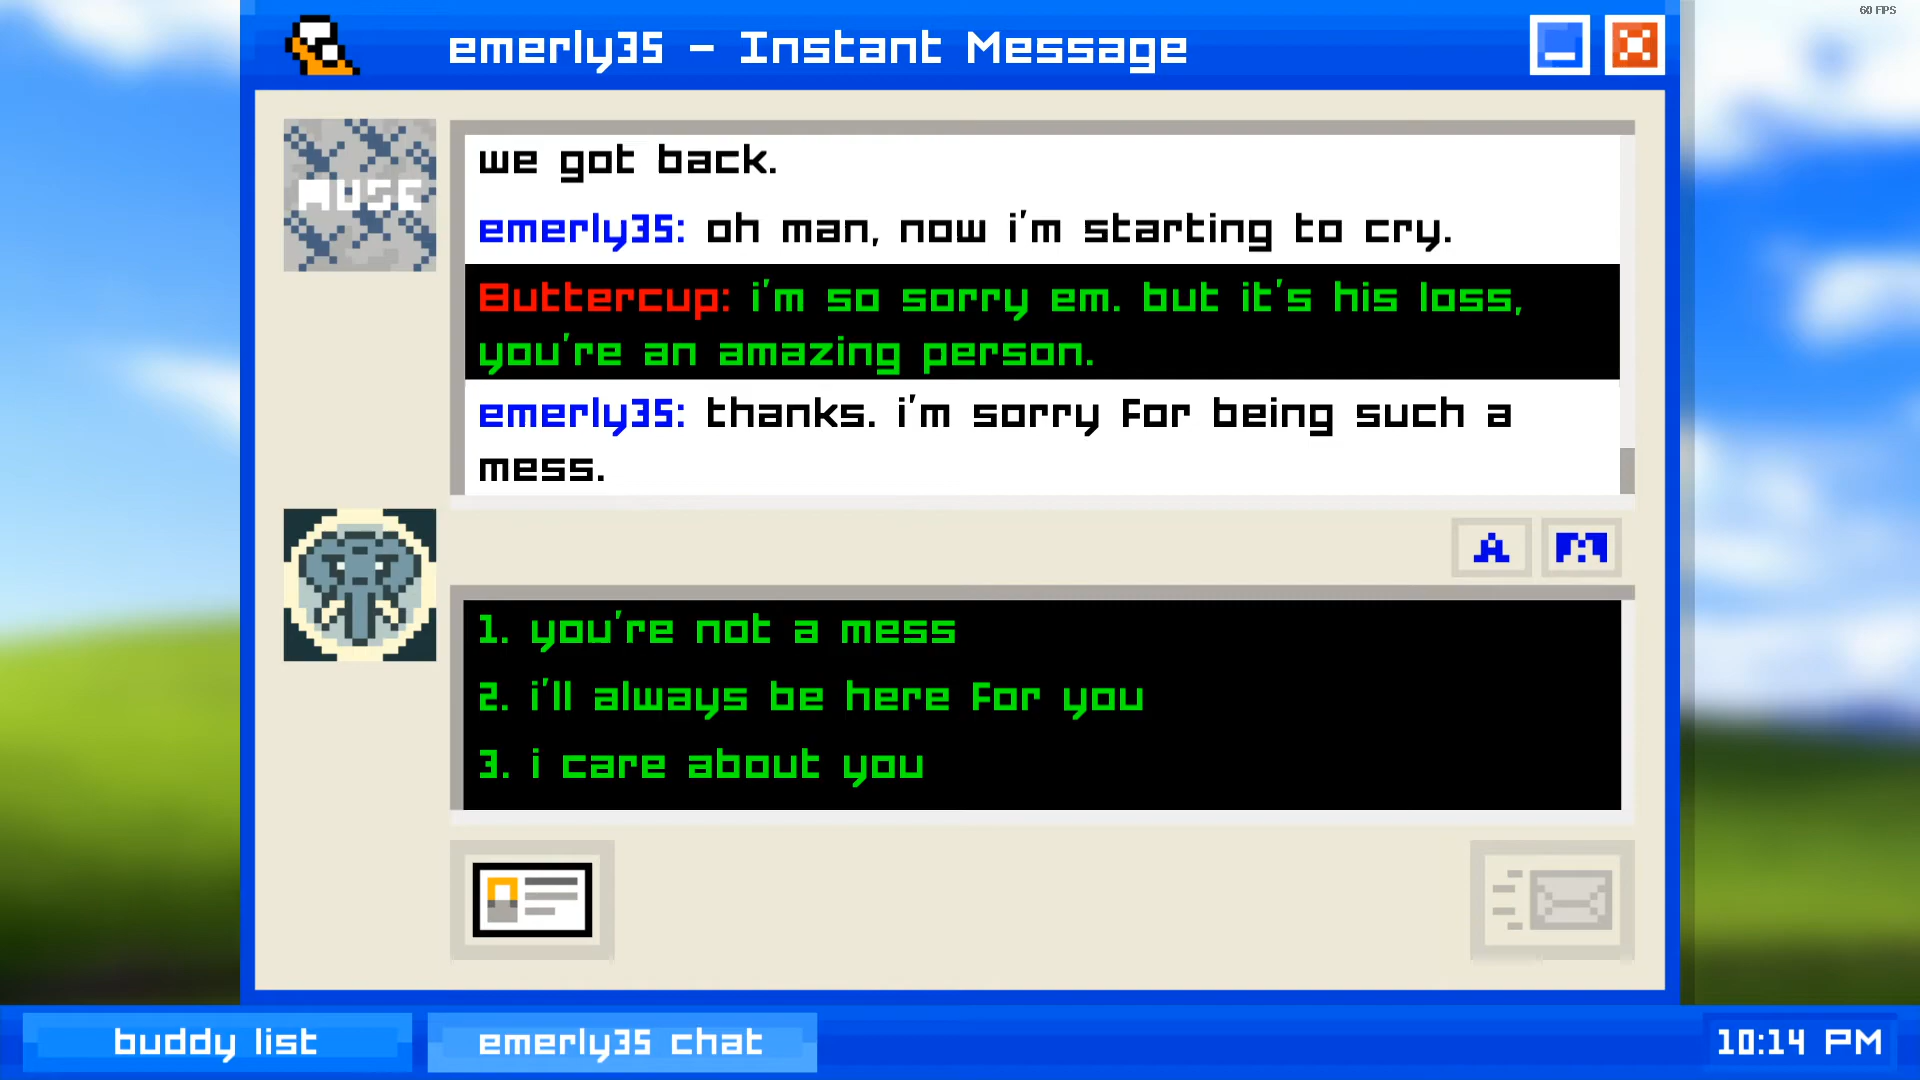 60 FPS
emerly35 - Instant Message
MUSE
we got back.
emerly35: oh man, now i'm starting to cry.
Buttercup: i'm so sorry em. but it's his loss,
you're an amazing person.
emerly35: thanks. i'm sorry for being such a
mess.
A
1. you're not a mess
2. i'll always be here for you
3. i care about you
buddy list
emerly35 chat
10:14 PM